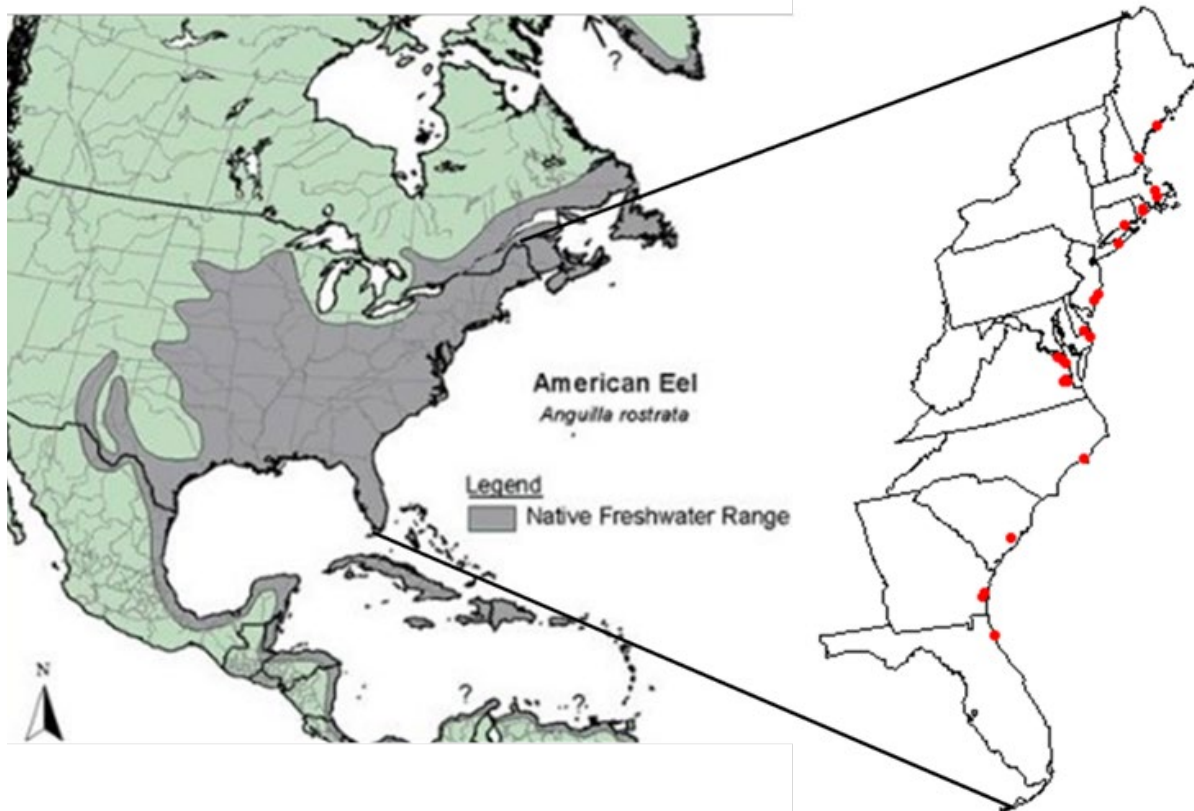 ?
American Eel
Anguilla rostrata
Legend
Native Freshwater Range
N
? ?